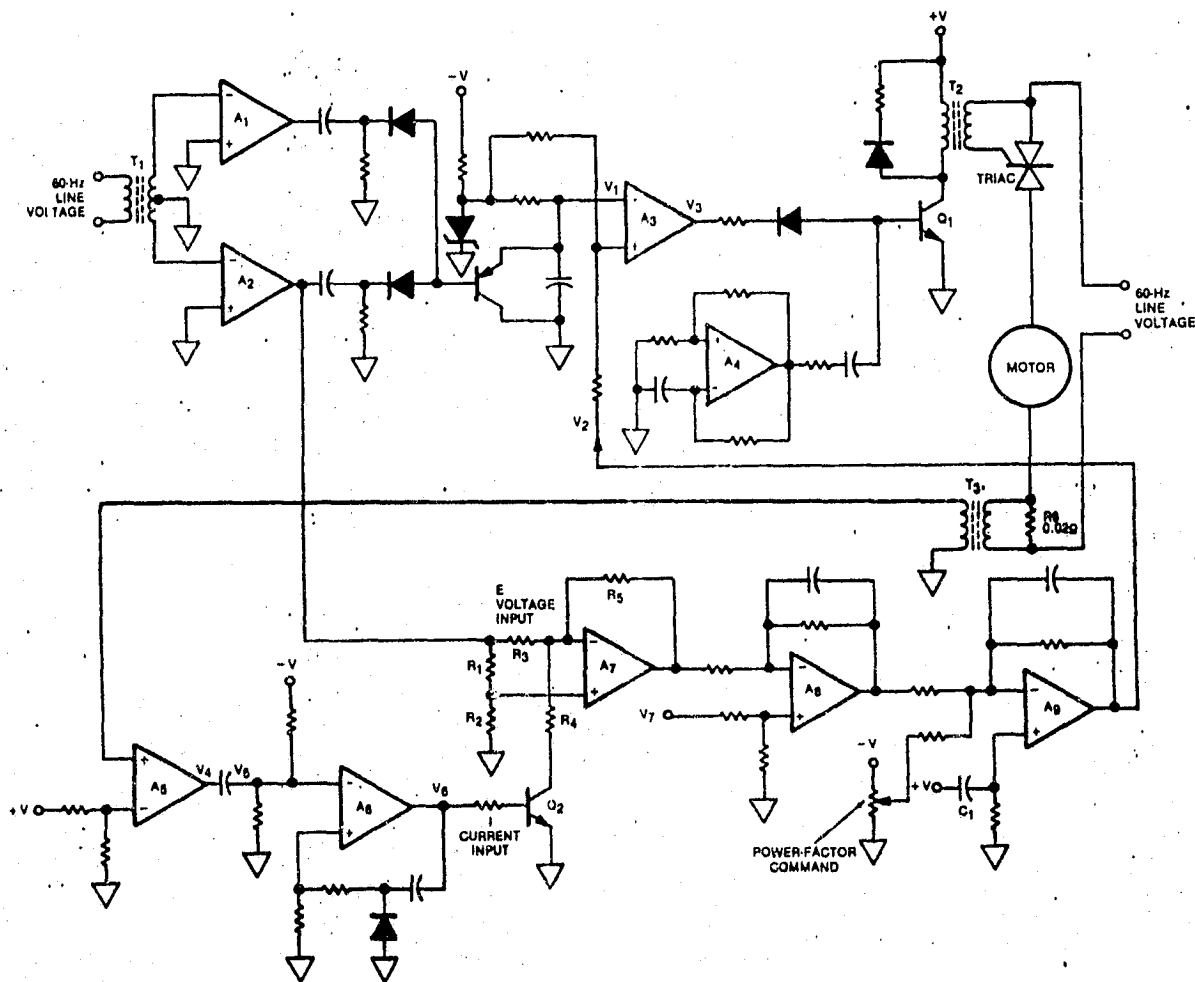 +V
T2
-V
A1
T1
60-Hz
LINE
VOLTAGE
A2
V1
A3
V3
Q1
TRIAC
60-Hz
LINE
VOLTAGE
A4
MOTOR
V2
T3
0.02Ω
E
VOLTAGE
INPUT
R5
R1
R3
A7
R2
R4
V7
A8
A9
-V
-V
+V
C1
POWER-FACTOR
COMMAND
+V
A5
V4
V5
A6
V6
I
CURRENT
INPUT
Q2